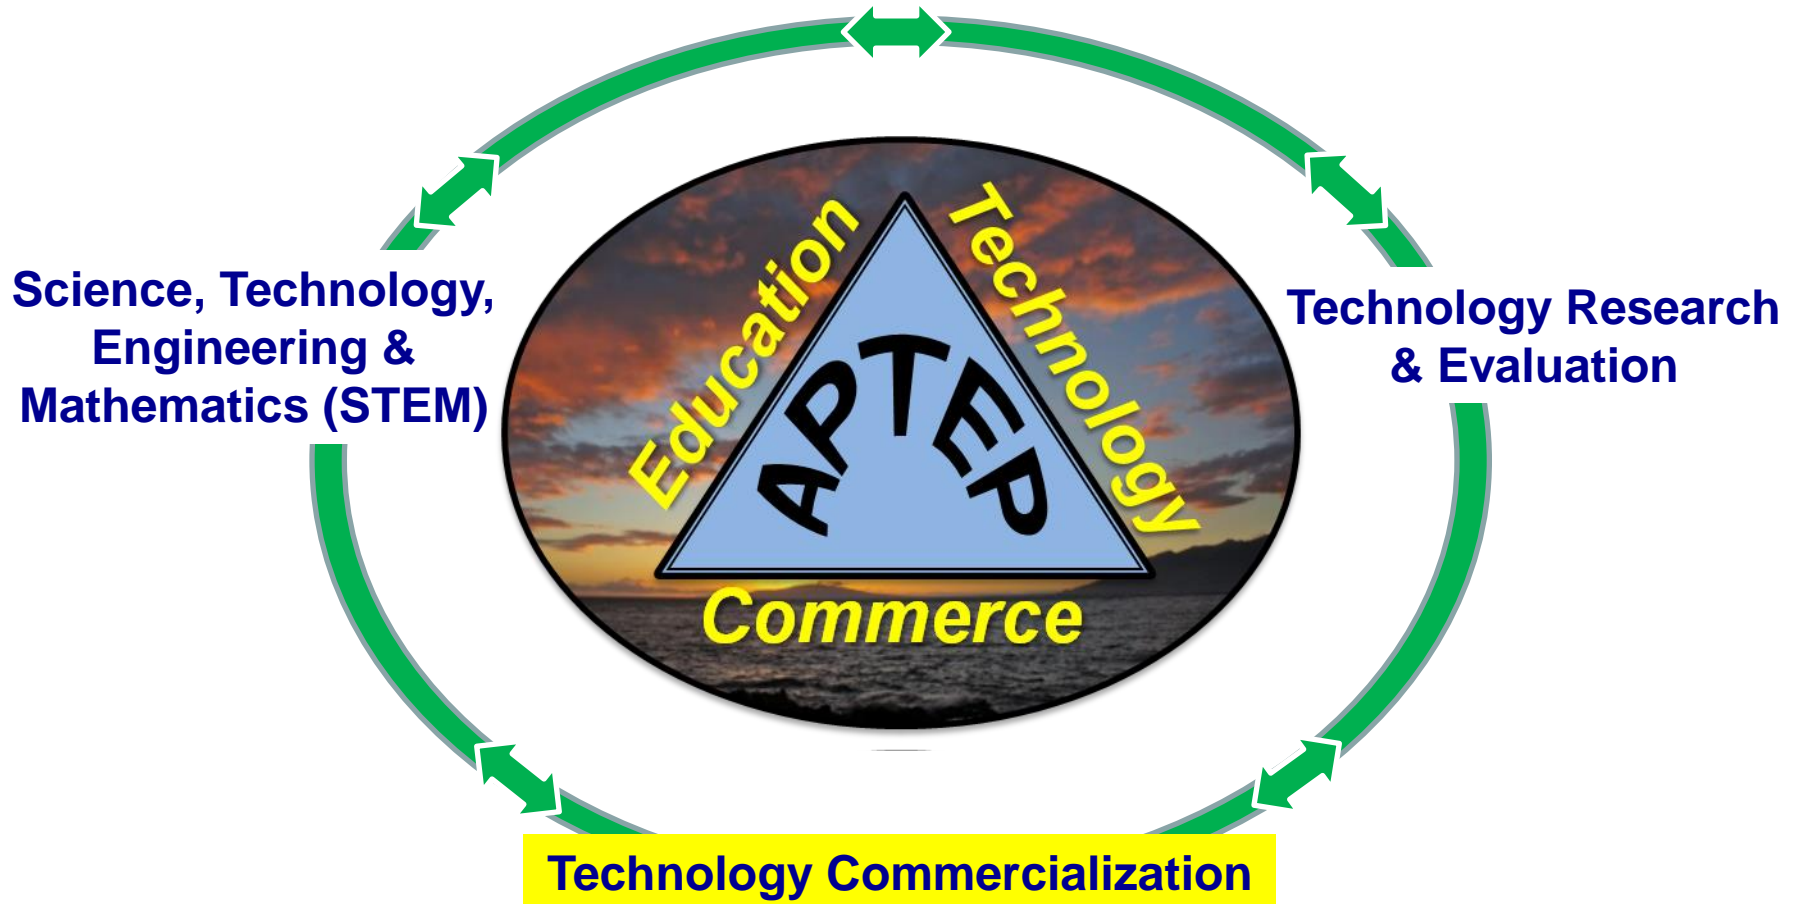 Science, Technology,
Engineering &
Mathematics (STEM)
Education
Technology
APTEP
Commerce
Technology Research
& Evaluation
Technology Commercialization